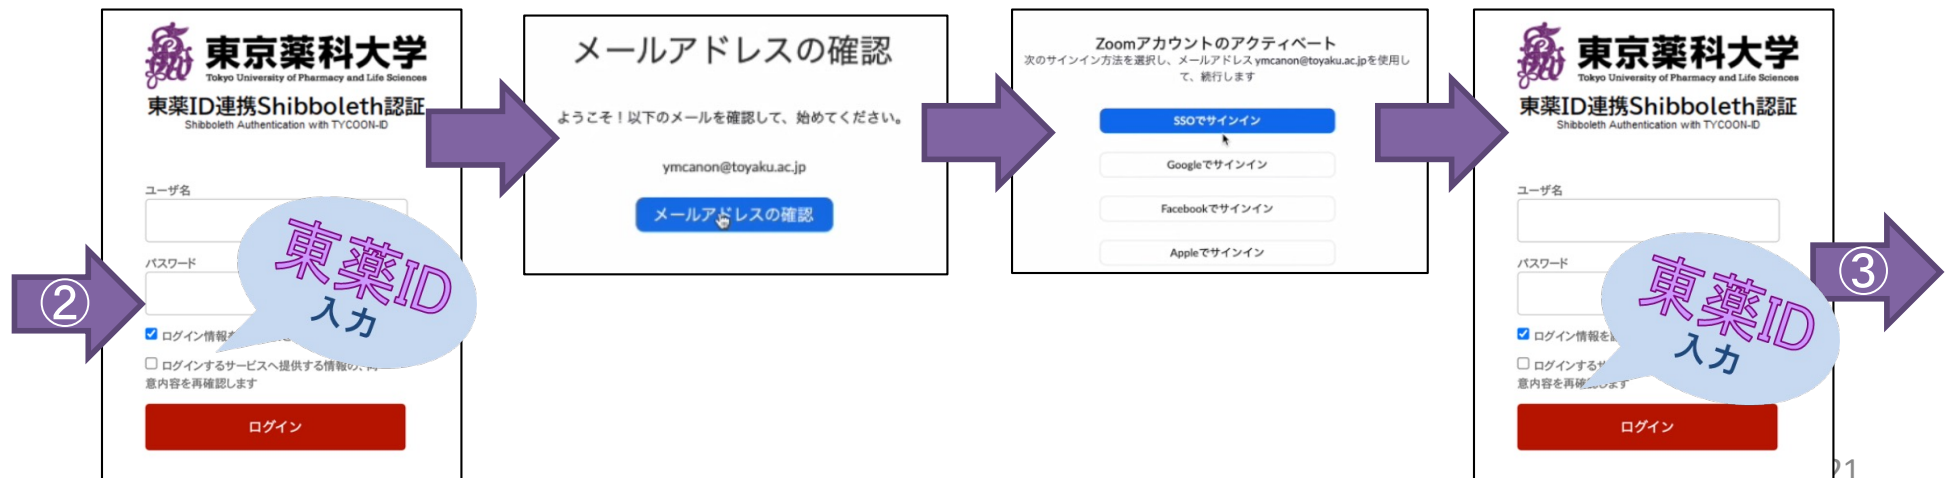 ②
東京薬科大学
Tokyo University of Pharmacy and Life Sciences
東薬ID連携Shibboleth認証
Shibboleth Authentication with TYCOON-ID
ユーザ名
パスワード
東薬ID
入力
ログイン情報を
ログインするサービスへ提供する情報の、同
意内容を再確認します
ログイン
メールアドレスの確認
ようこそ！以下のメールを確認して、始めてください。
ymcanon@toyaku.ac.jp
メールアドレスの確認
Zoomアカウントのアクティベート
次のサインイン方法を選択し、メールアドレス ymcanon@toyaku.ac.jpを使用し
て、続行します
SSOでサインイン
Googleでサインイン
Facebookでサインイン
Appleでサインイン
東京薬科大学
Tokyo University of Pharmacy and Life Sciences
東薬ID連携Shibboleth認証
Shibboleth Authentication with TYCOON-ID
ユーザ名
パスワード
東薬ID
入力
ログイン情報を
ログインする
意内容を再確認します
ログイン
③
21